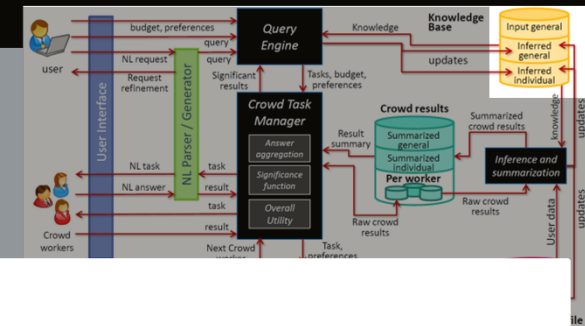 budget, preferences
Query
Engine
Knowledge
Knowledge
Base
Input general
Inferred
general
Inferred
individual
query
user
NL request
query
updates
Request
refinement
Significant
results
Tasks, budget,
preferences
User Interface
NL Parser / Generator
Crowd Task
Manager
Answer
aggregation
Significance
function
Overall
Utility
Result
summary
Crowd results
Summarized
general
Summarized
individual
Per worker
Summarized
crowd results
knowledge
updates
Inference and
summarization
NL task
task
NL answer
result
task
result
Crowd
workers
Raw crowd
results
Raw crowd
results
User data
updates
Next Crowd
Task,
preferences